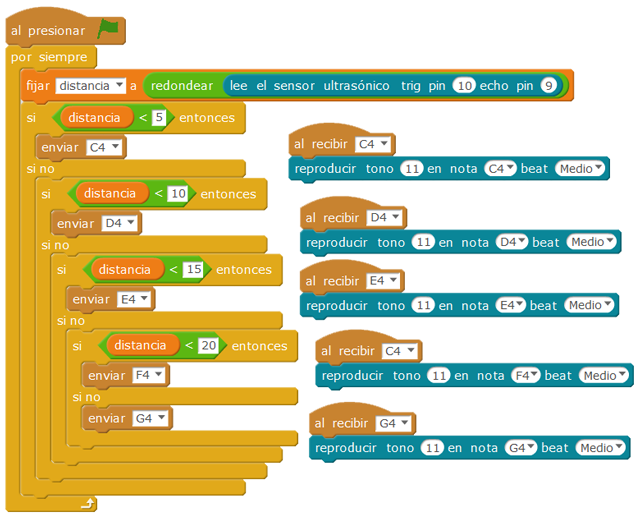 al presionar
por siempre
fijar distancia a redondear lee el sensor ultrasónico trig pin 10 echo pin 9
si distancia < 5 entonces
enviar C4
si no
si distancia < 10 entonces
enviar D4
si no
si distancia < 15 entonces
enviar E4
si no
si distancia < 20 entonces
enviar F4
si no
enviar G4
al recibir C4
reproducir tono 11 en nota C4 beat Medio
al recibir D4
reproducir tono 11 en nota D4 beat Medio
al recibir E4
reproducir tono 11 en nota E4 beat Medio
al recibir C4
reproducir tono 11 en nota F4 beat Medio
al recibir G4
reproducir tono 11 en nota G4 beat Medio